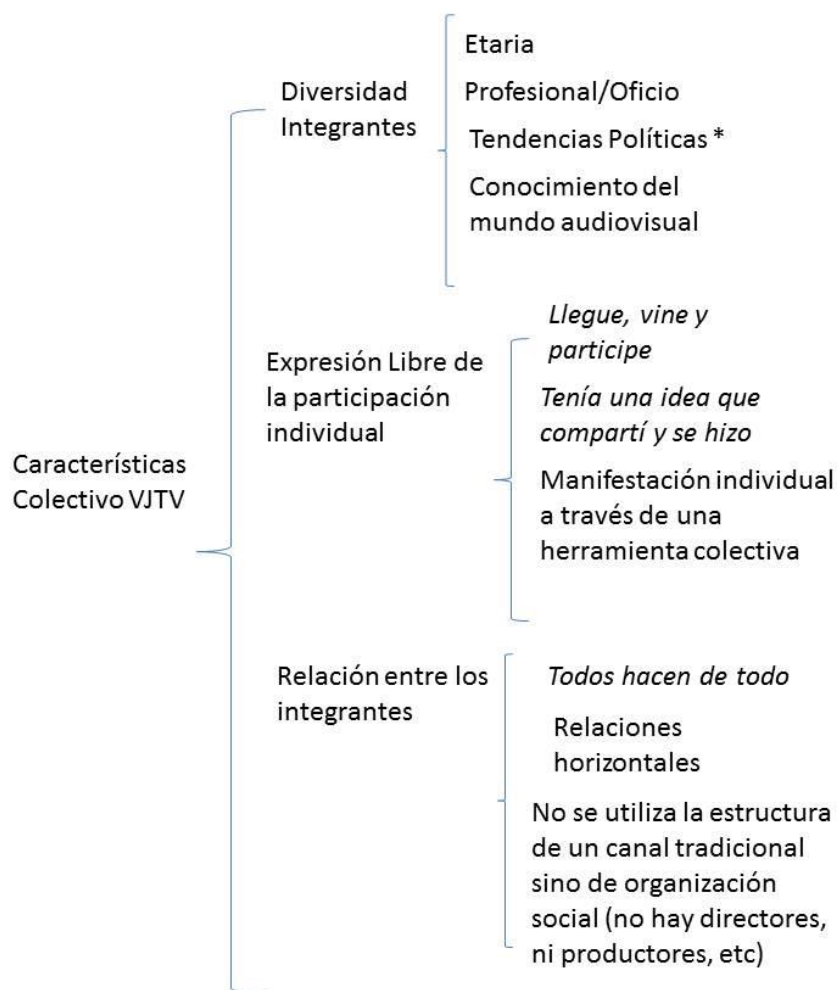 Características
Colectivo VJTV
Diversidad
Integrantes
Etaria
Profesional/Oficio
Tendencias Políticas *
Conocimiento del
mundo audiovisual
Expresión Libre de
la participación
individual
Llegue, vine y
participe
Tenía una idea que
compartí y se hizo
Manifestación individual
a través de una
herramienta colectiva
Relación entre los
integrantes
Todos hacen de todo
Relaciones
horizontales
No se utiliza la estructura
de un canal tradicional
sino de organización
social (no hay directores,
ni productores, etc)